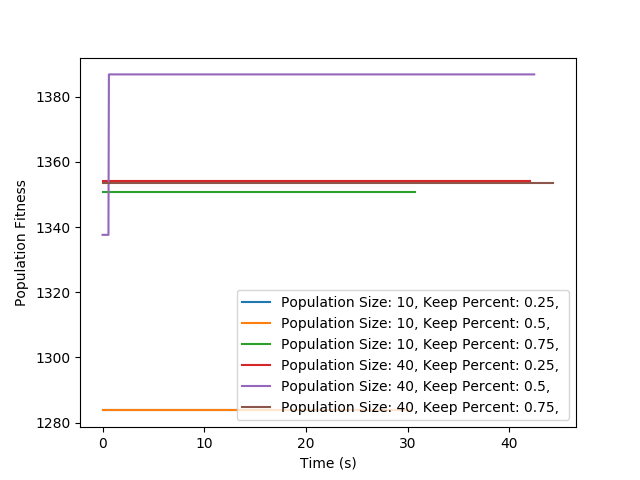 1380
1360
1340
1320
1300
1280
Population Fitness
Population Size: 10, Keep Percent: 0.25,
Population Size: 10, Keep Percent: 0.5,
Population Size: 10, Keep Percent: 0.75,
Population Size: 40, Keep Percent: 0.25,
Population Size: 40, Keep Percent: 0.5,
Population Size: 40, Keep Percent: 0.75,
0 10 20 30 40
Time (s)